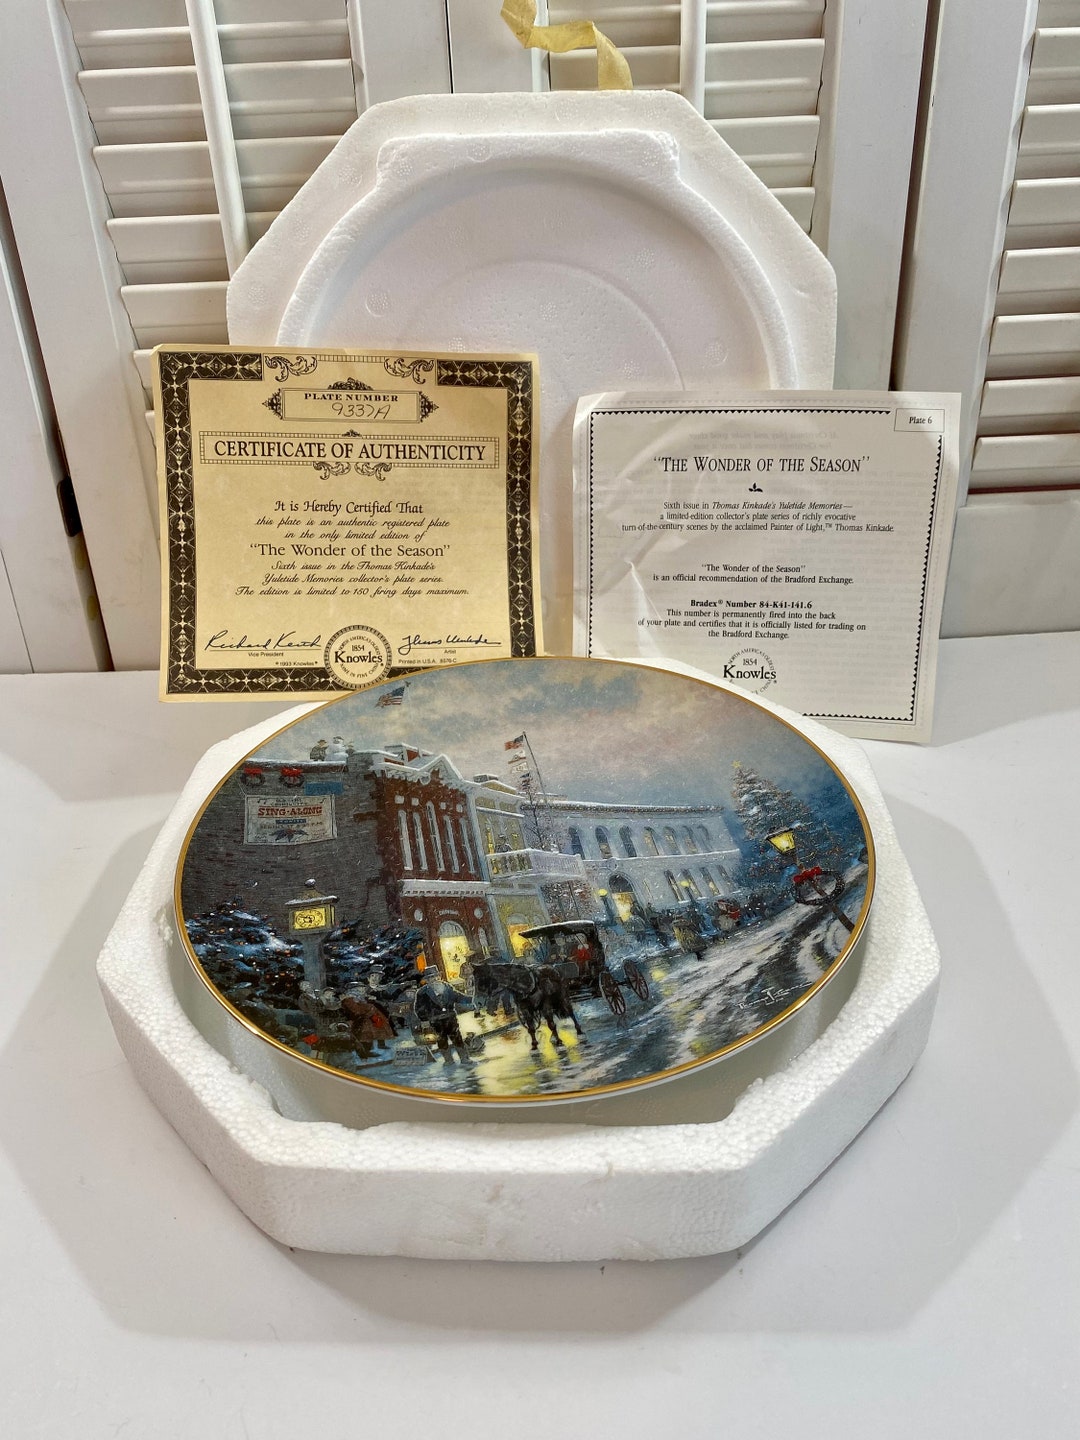 PLATE NUMBER
9337A
CERTIFICATE OF AUTHENTICITY
It is Hereby Certified That
this plate is an authentic registered plate
in the only limited edition of
"The Wonder of the Season"
Sixth issue in the Thomas Kinkade's
Yuletide Memories collector's plate series.
The edition is limited to 150 firing days maximum.
Vice President
Artist
© 1993 Knowles®
Printed in U.S.A. 8576-C
1854
Knowles
Plate 6
"THE WONDER OF THE SEASON"
Sixth issue in Thomas Kinkade's Yuletide Memories—
a limited-edition collector's plate series of richly evocative
turn-of-the-century scenes by the acclaimed Painter of Light,™ Thomas Kinkade.
"The Wonder of the Season"
is an official recommendation of the Bradford Exchange.
Bradex® Number 84-K41-141.6
This number is permanently fired into the back
of your plate and certifies that it is officially listed for trading on
the Bradford Exchange.
1854
Knowles
SING-ALONG